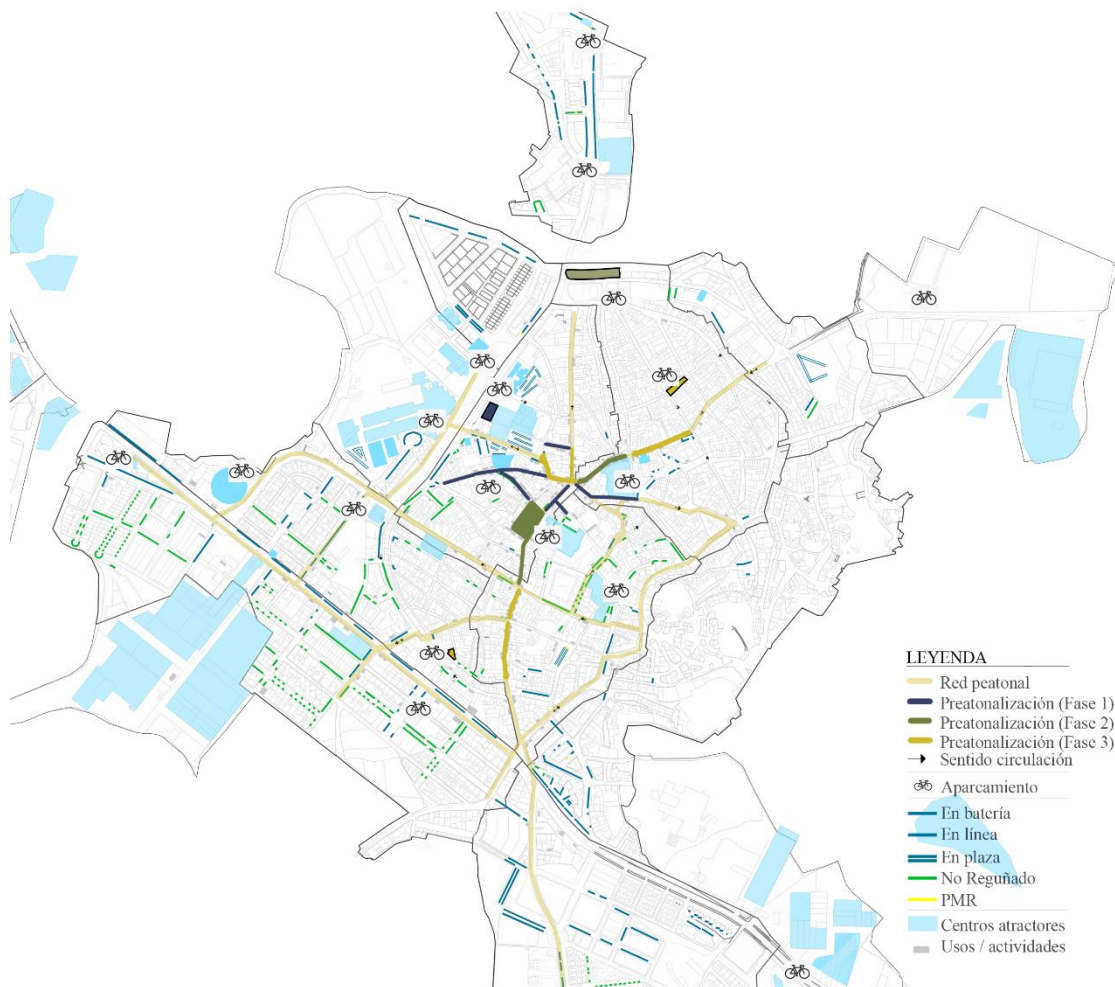 LEYENDA
Red peatonal
Preatonalización (Fase 1)
Preatonalización (Fase 2)
Preatonalización (Fase 3)
Sentido circulación
Aparcamiento
En batería
En línea
En plaza
No Reguñado
PMR
Centros atractores
Usos / actividades